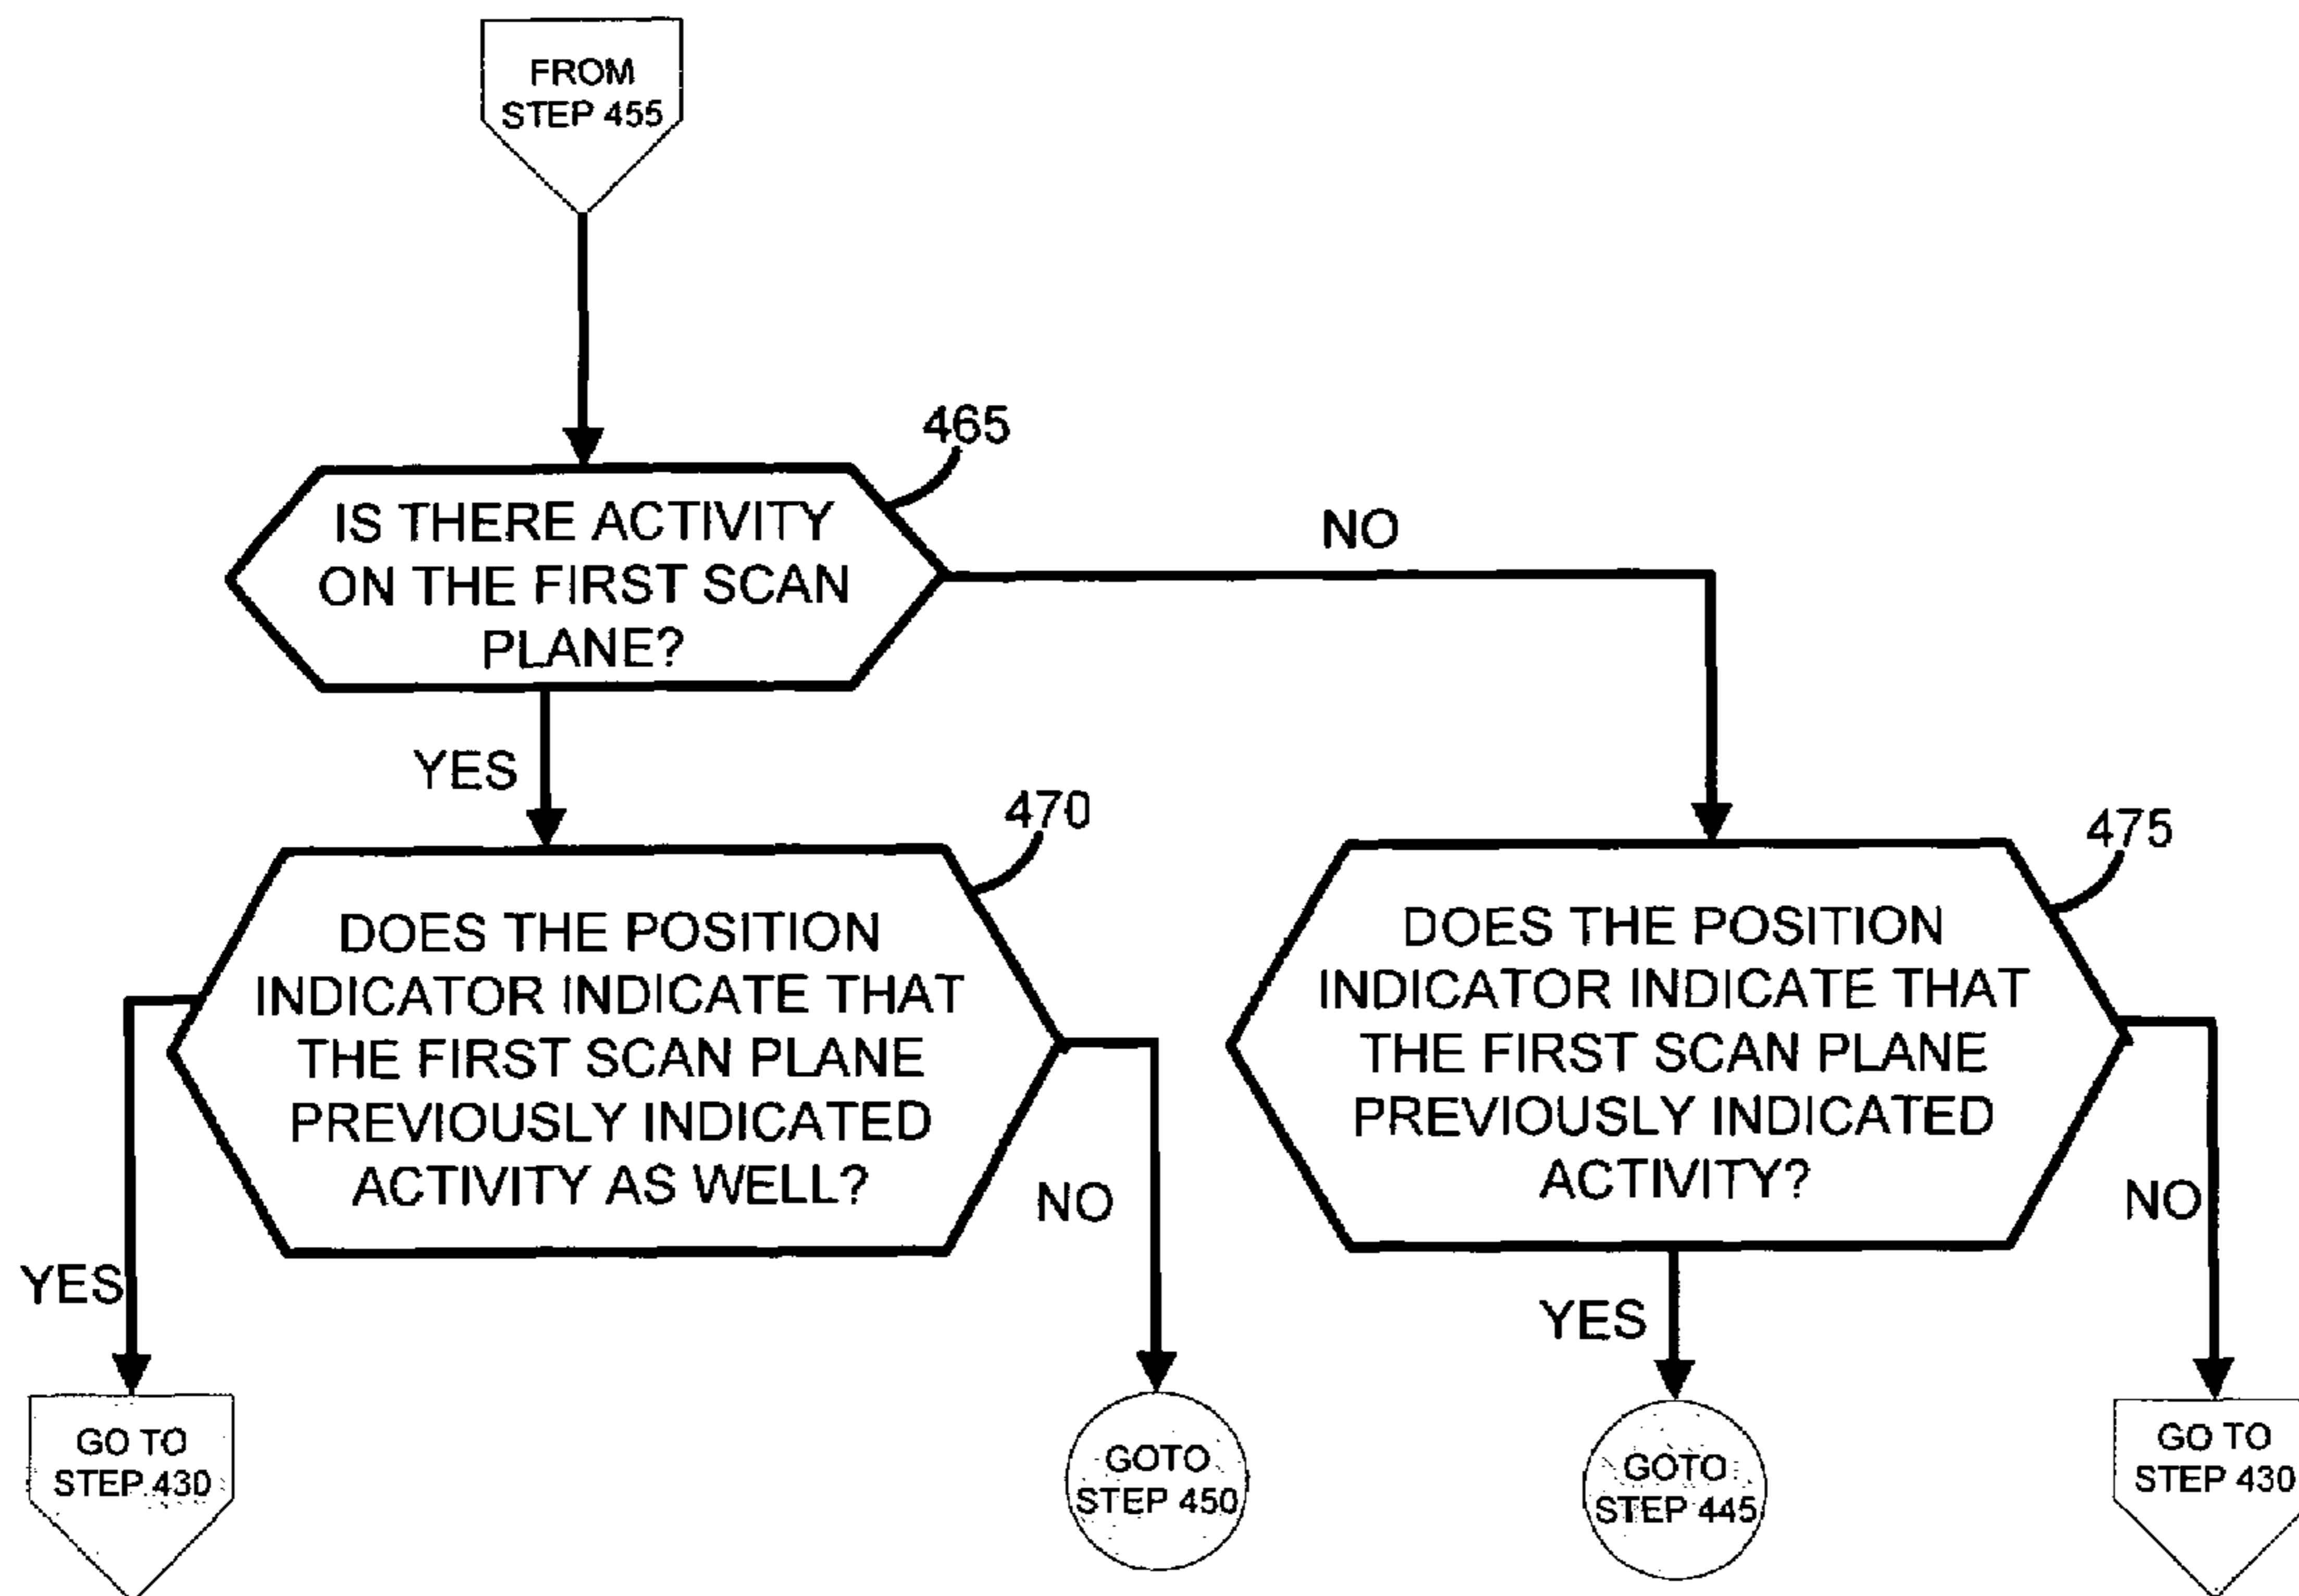 FROM
STEP 455
465
IS THERE ACTIVITY
ON THE FIRST SCAN
PLANE?
NO
YES
470
DOES THE POSITION
INDICATOR INDICATE THAT
THE FIRST SCAN PLANE
PREVIOUSLY INDICATED
ACTIVITY AS WELL?
475
DOES THE POSITION
INDICATOR INDICATE THAT
THE FIRST SCAN PLANE
PREVIOUSLY INDICATED
ACTIVITY?
YES
NO
YES
NO
GO TO
STEP 430
GOTO
STEP 450
GOTO
STEP 445
GO TO
STEP 430